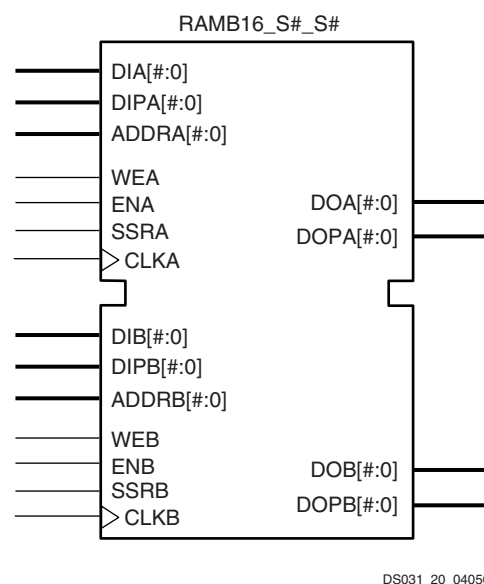 RAMB16_S#_S#
DIA[#:0]
DIPA[#:0]
ADDRA[#:0]
WEA
ENA
SSRA
CLKA
DOA[#:0]
DOPA[#:0]
DIB[#:0]
DIPB[#:0]
ADDRB[#:0]
WEB
ENB
SSRB
CLKB
DOB[#:0]
DOPB[#:0]
DS031_20_